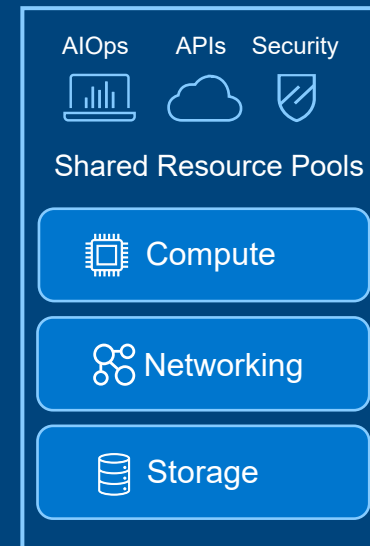 AIOps APIs Security
Shared Resource Pools
Compute
Networking
Storage